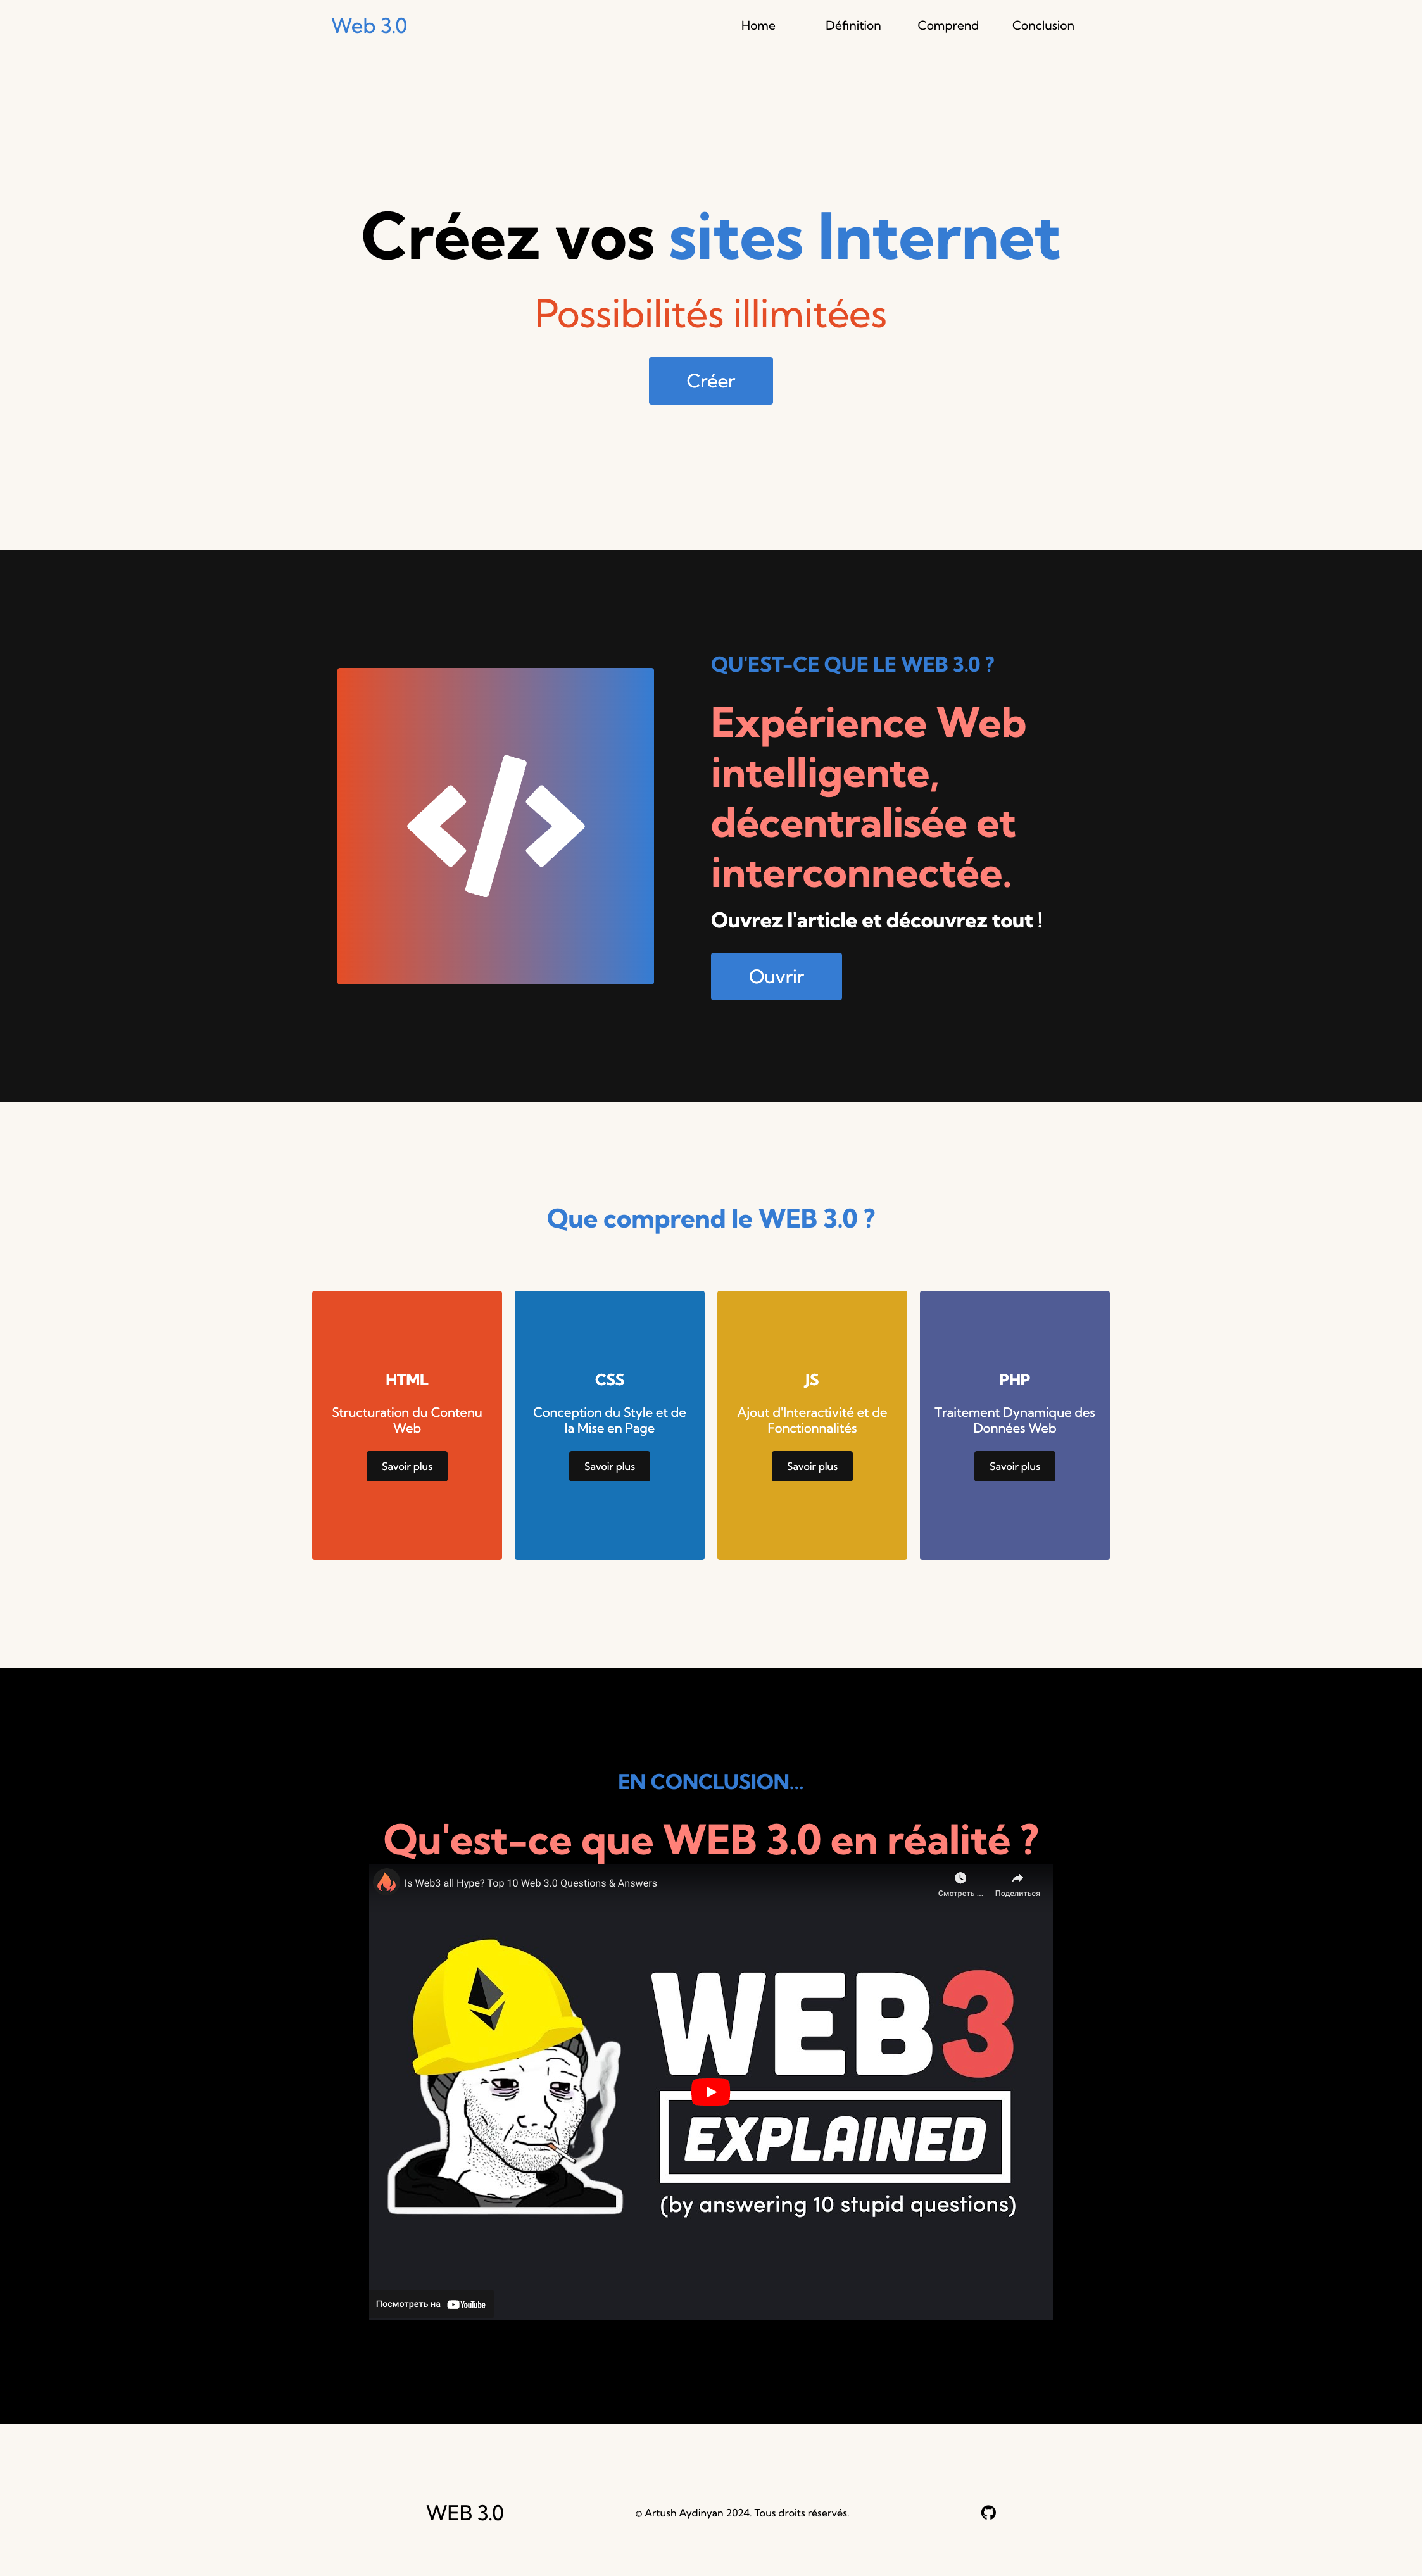 Web 3.0
Home
Définition
Comprend
Conclusion
Créez vos sites Internet
Possibilités illimitées
Créer
QU'EST-CE QUE LE WEB 3.0 ?
Expérience Web
intelligente,
décentralisée et
interconnectée.
Ouvrez l'article et découvrez tout !
Ouvrir
Que comprend le WEB 3.0 ?
HTML
Structuration du Contenu
Web
Savoir plus
CSS
Conception du Style et de
la Mise en Page
Savoir plus
JS
Ajout d'Interactivité et de
Fonctionnalités
Savoir plus
PHP
Traitement Dynamique des
Données Web
Savoir plus
EN CONCLUSION...
Qu'est-ce que WEB 3.0 en réalité ?
Is Web3 all Hype? Top 10 Web 3.0 Questions & Answers
Смотреть ...
Поделиться
WEB3
EXPLAINED
(by answering 10 stupid questions)
Посмотреть на YouTube
WEB 3.0
© Artush Aydinyan 2024. Tous droits réservés.